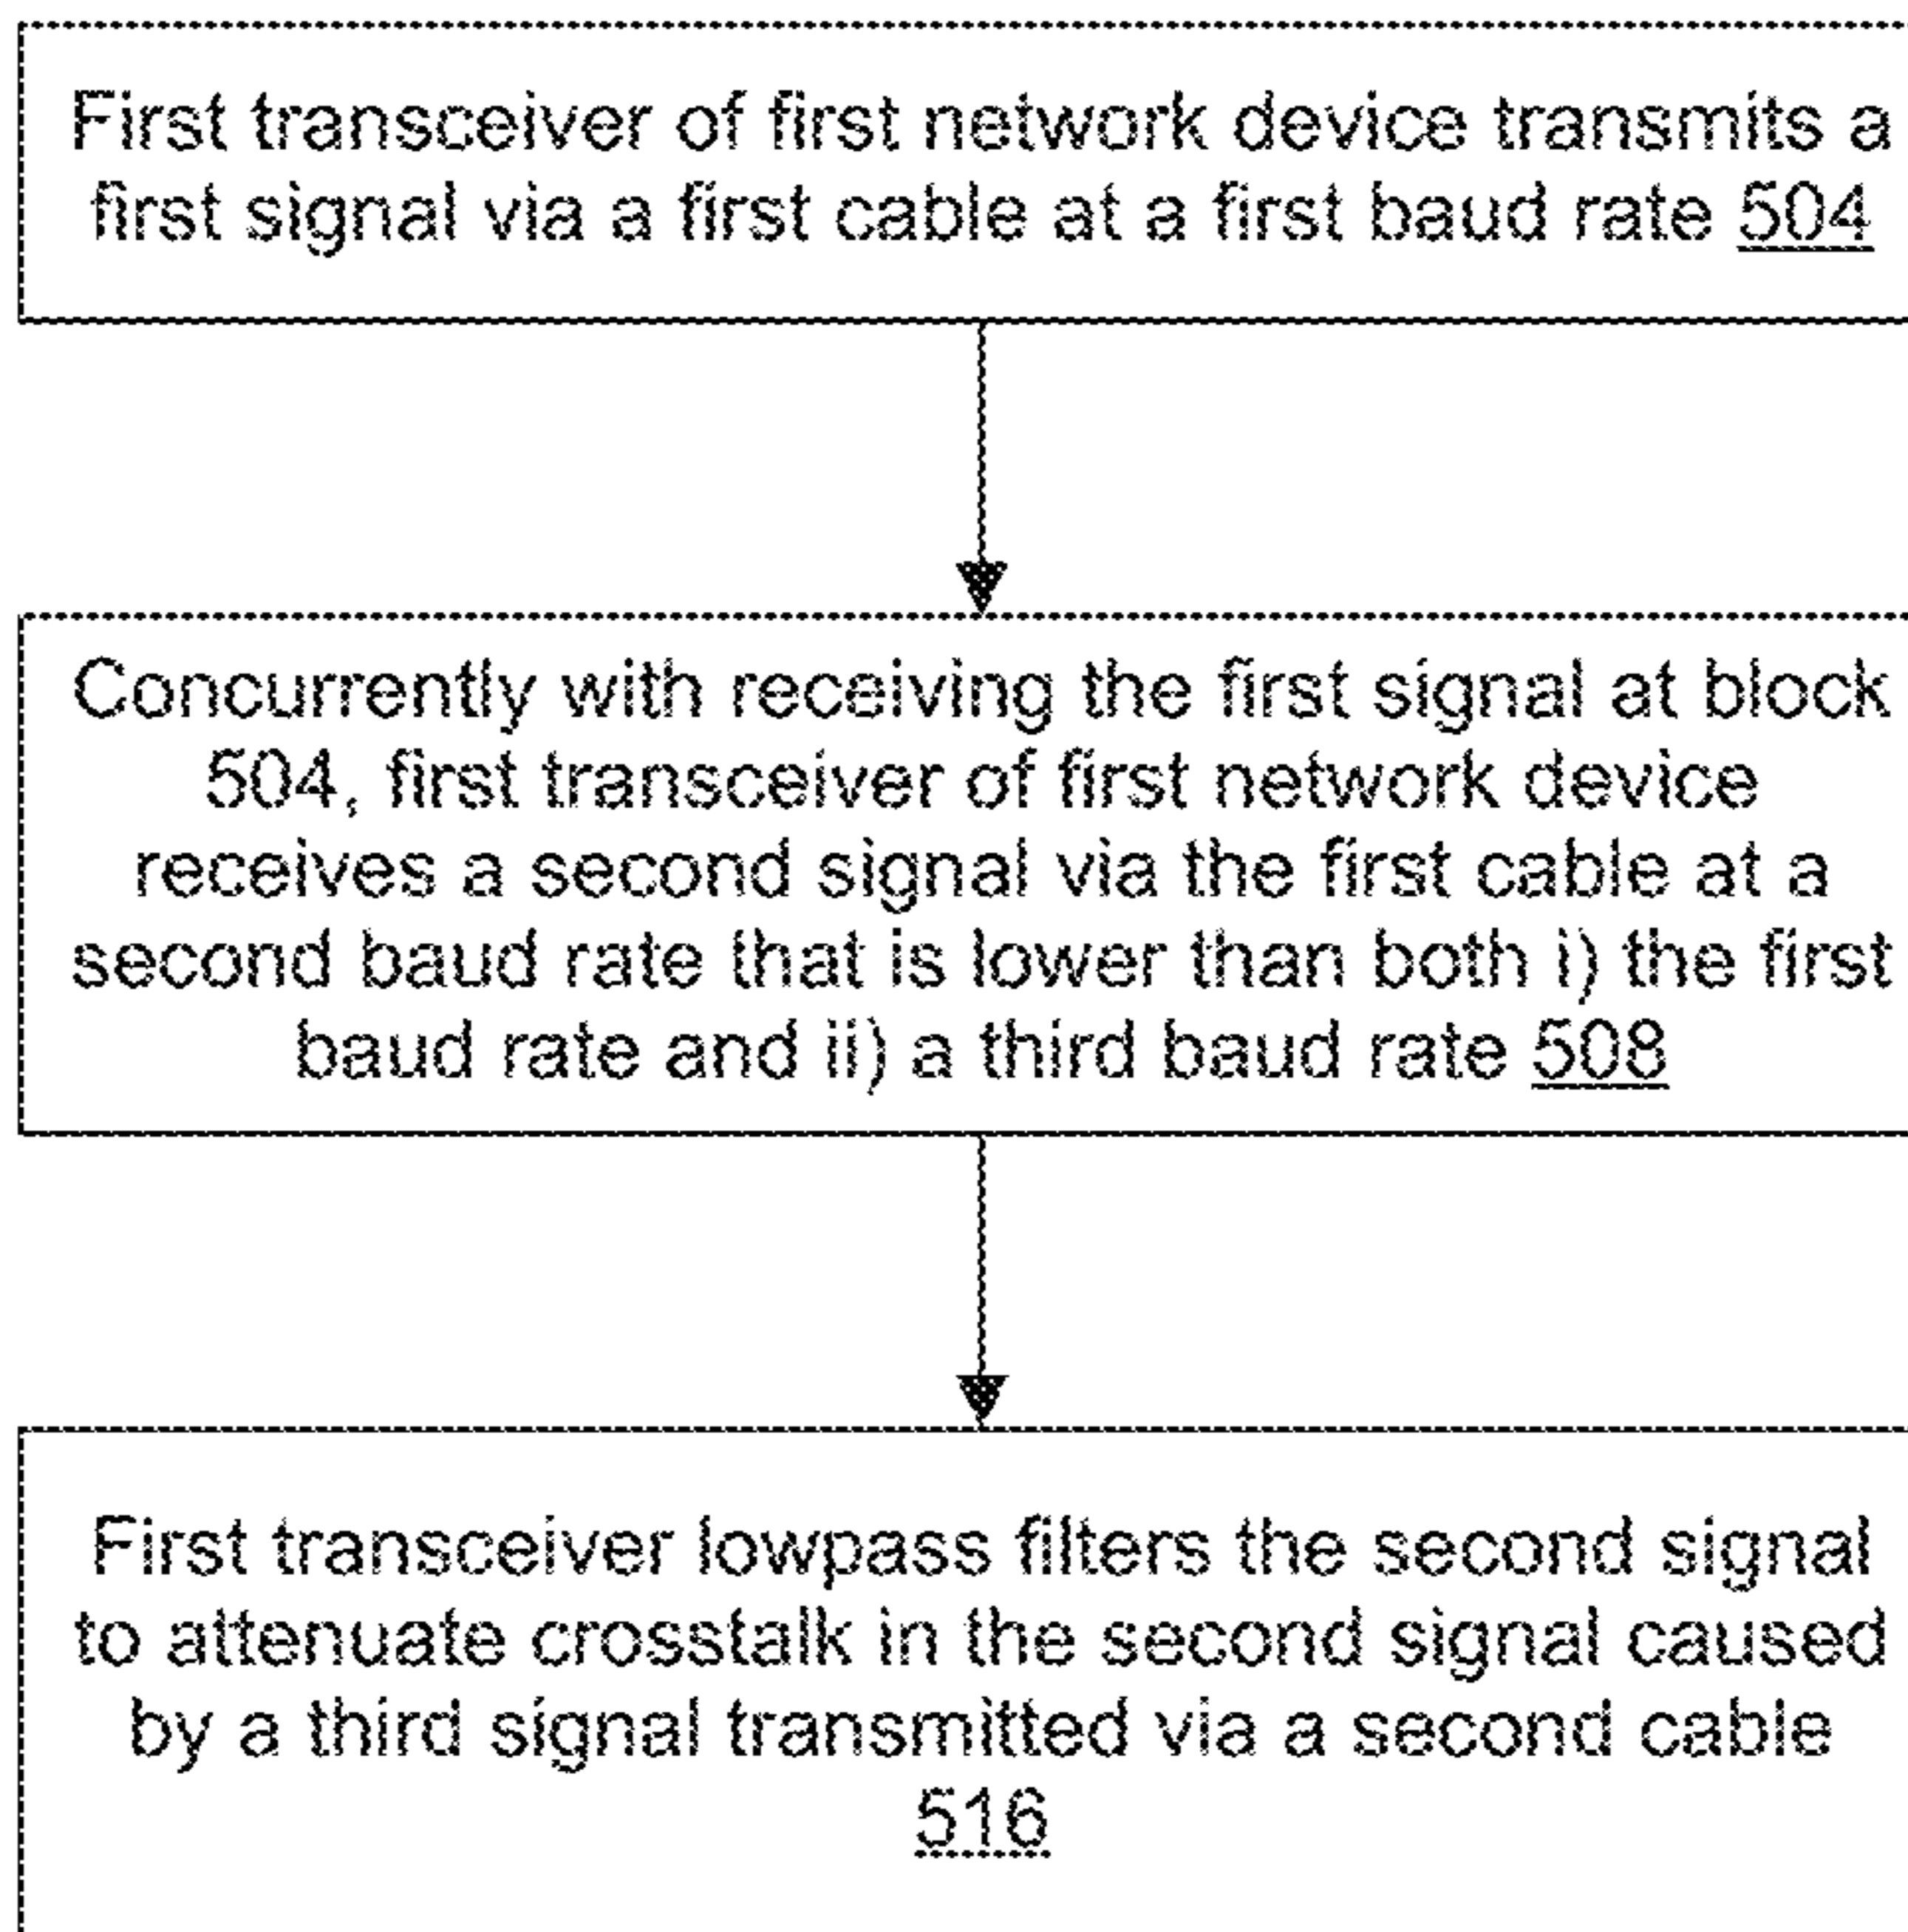 First transceiver of first network device transmits a
first signal via a first cable at a first baud rate 504
Concurrently with receiving the first signal at block
504, first transceiver of first network device
receives a second signal via the first cable at a
second baud rate that is lower than both i) the first
baud rate and ii) a third baud rate 508
First transceiver lowpass filters the second signal
to attenuate crosstalk in the second signal caused
by a third signal transmitted via a second cable
516